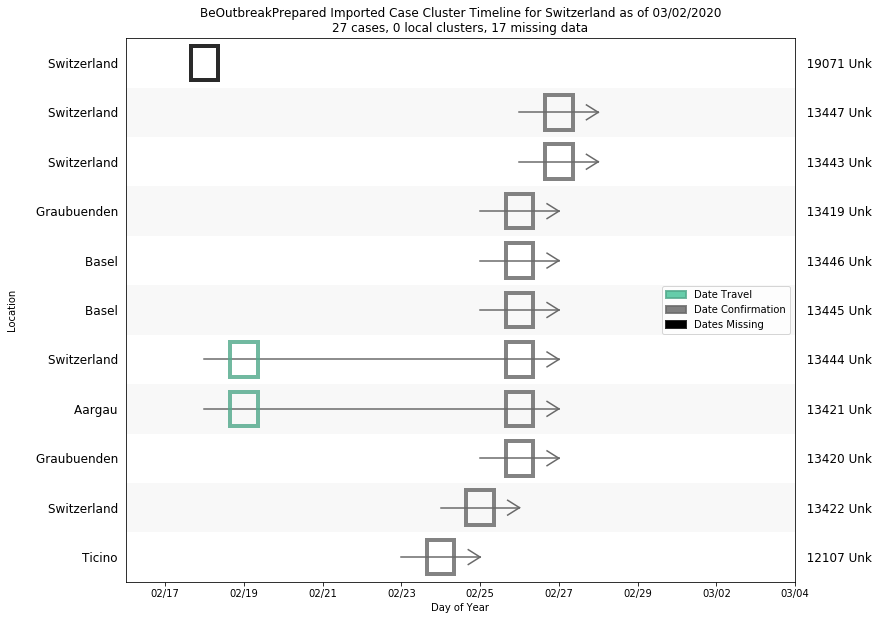 BeOutbreakPrepared Imported Case Cluster Timeline for Switzerland as of 03/02/2020
27 cases, 0 local clusters, 17 missing data
Switzerland 19071 Unk
Switzerland 13447 Unk
Switzerland 13443 Unk
Graubuenden 13419 Unk
Basel 13446 Unk
Basel 13445 Unk
Switzerland 13444 Unk
Aargau 13421 Unk
Graubuenden 13420 Unk
Switzerland 13422 Unk
Ticino 12107 Unk
Location
Date Travel
Date Confirmation
Dates Missing
02/17 02/19 02/21 02/23 02/25 02/27 02/29 03/02 03/04
Day of Year